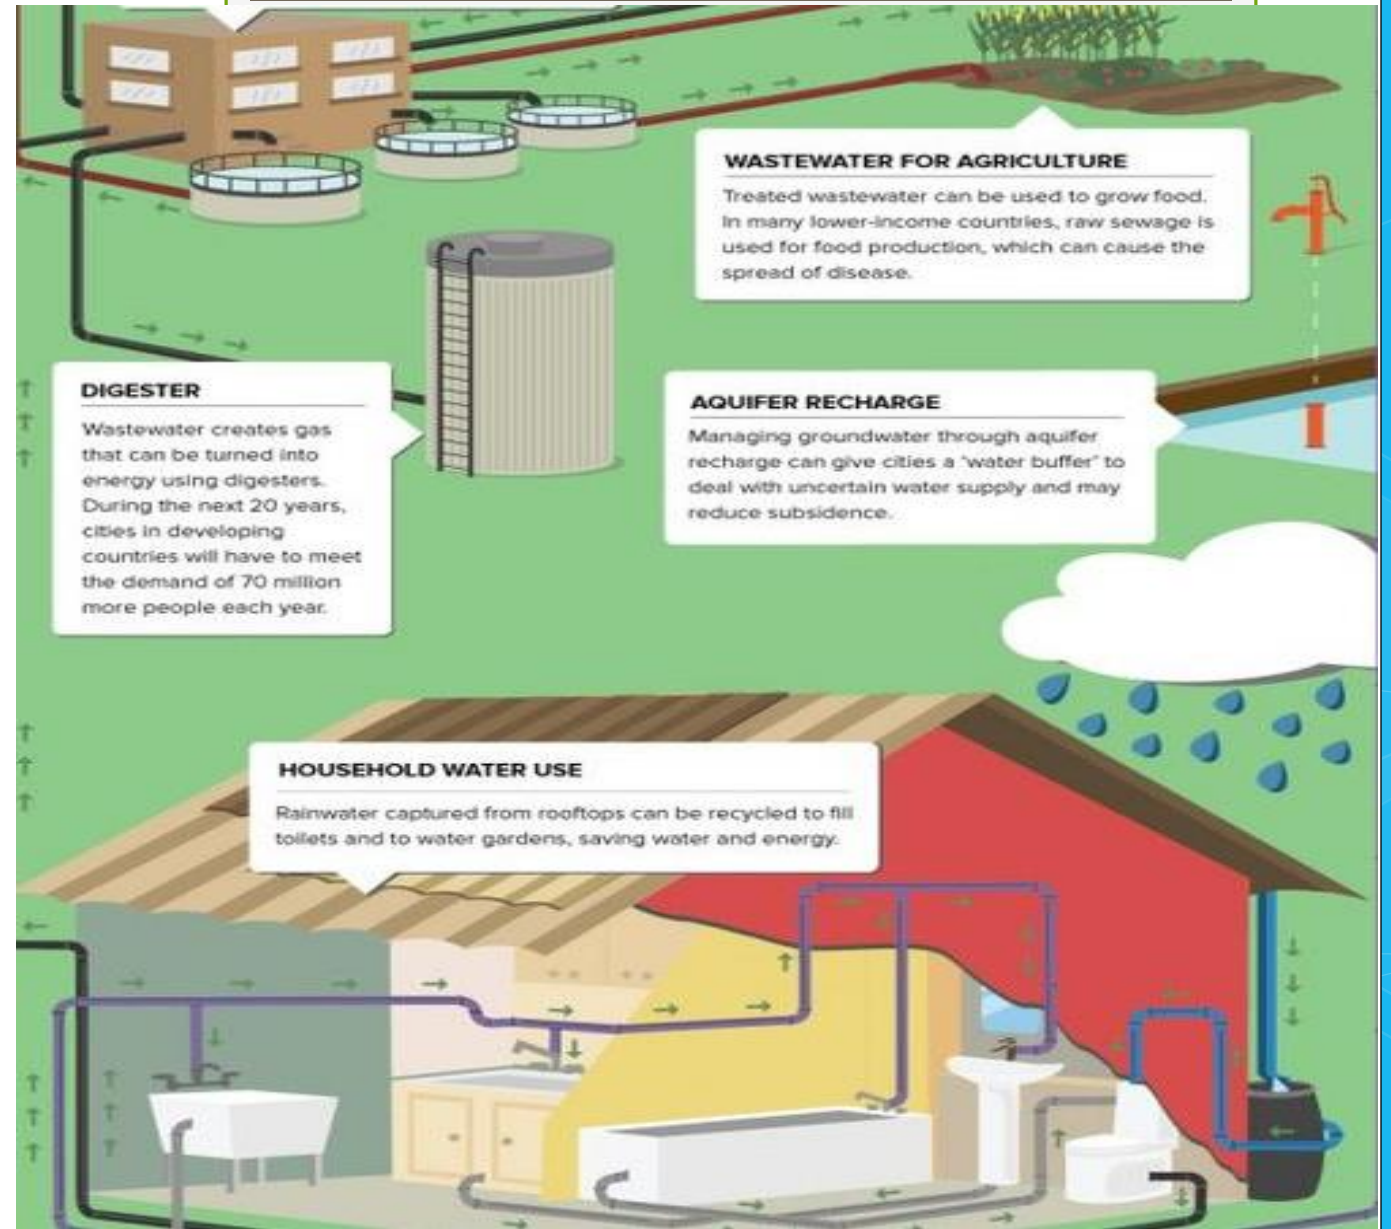 WASTEWATER FOR AGRICULTURE
Treated wastewater can be used to grow food.
In many lower-income countries, raw sewage is
used for food production, which can cause the
spread of disease.
DIGESTER
Wastewater creates gas
that can be turned into
energy using digesters.
During the next 20 years,
cities in developing
countries will have to meet
the demand of 70 million
more people each year.
AQUIFER RECHARGE
Managing groundwater through aquifer
recharge can give cities a 'water buffer' to
deal with uncertain water supply and may
reduce subsidence.
HOUSEHOLD WATER USE
Rainwater captured from rooftops can be recycled to fill
toilets and to water gardens, saving water and energy.